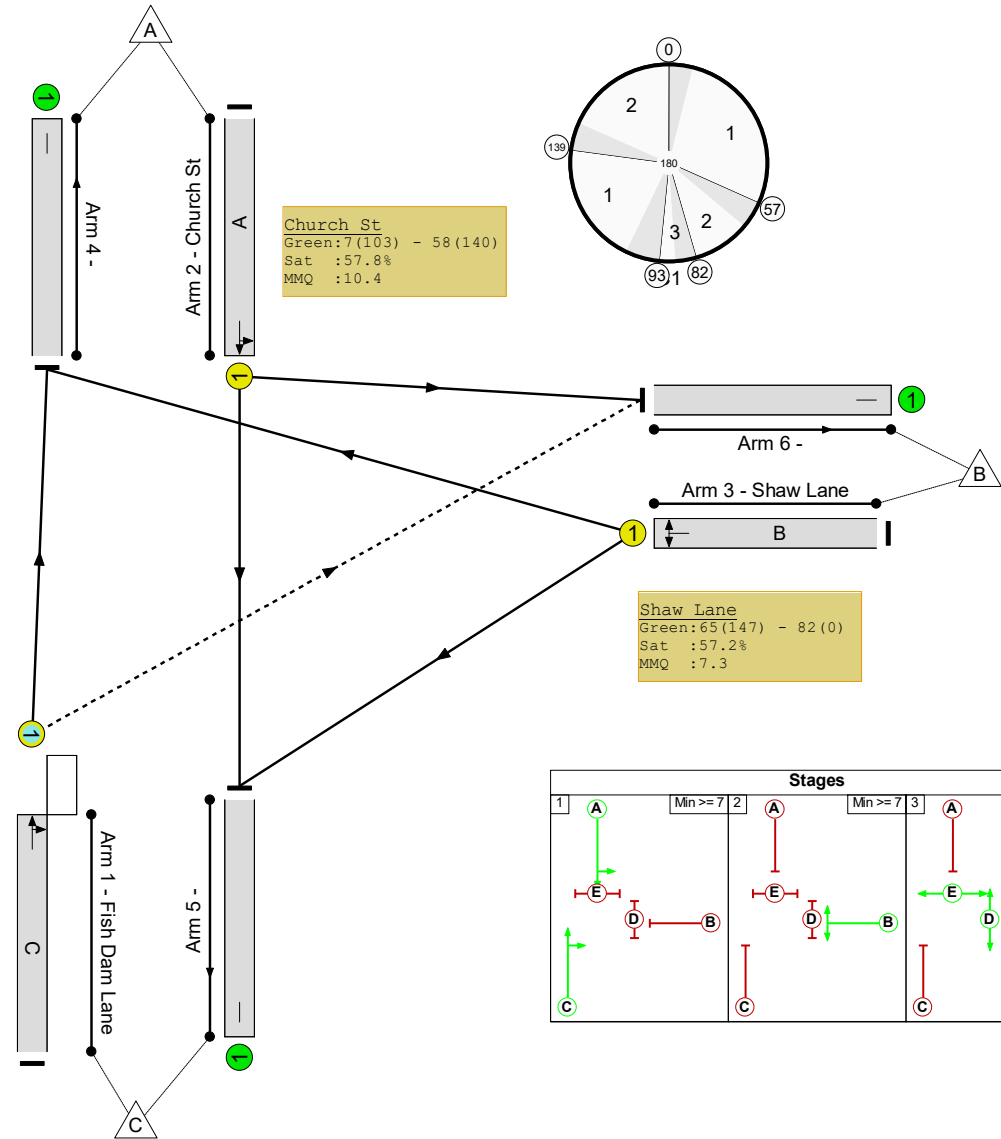 A
0
1
2
1
139
180
1
57
2
3
93
82
1
Arm 4 -
Arm 2 - Church St
A
Church St
Green:7(103) - 58(140)
Sat :57.8%
MMQ :10.4
1
1
Arm 6 -
B
Arm 3 - Shaw Lane
1
B
Shaw Lane
Green:65(147) - 82(0)
Sat :57.2%
MMQ :7.3
1
Arm 1 - Fish Dam Lane
C
Arm 5 -
1
C
Stages
1
Min >= 7
2
Min >= 7
3
A
A
A
E
E
E
D
B
D
B
D
C
C
C